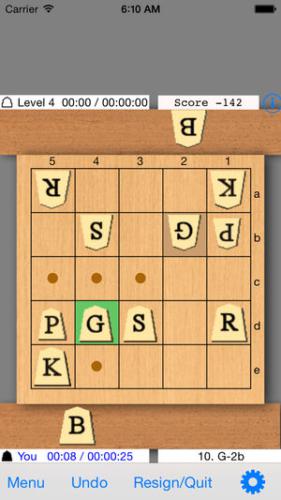 Carrier 6:10 AM
Level 4 00:00 / 00:00:00 Score -142 i
B
5 4 3 2 1
R K a
S G P b
c
P G S R d
K e
B
You 00:08 / 00:00:25 10. G-2b
Menu Undo Resign/Quit